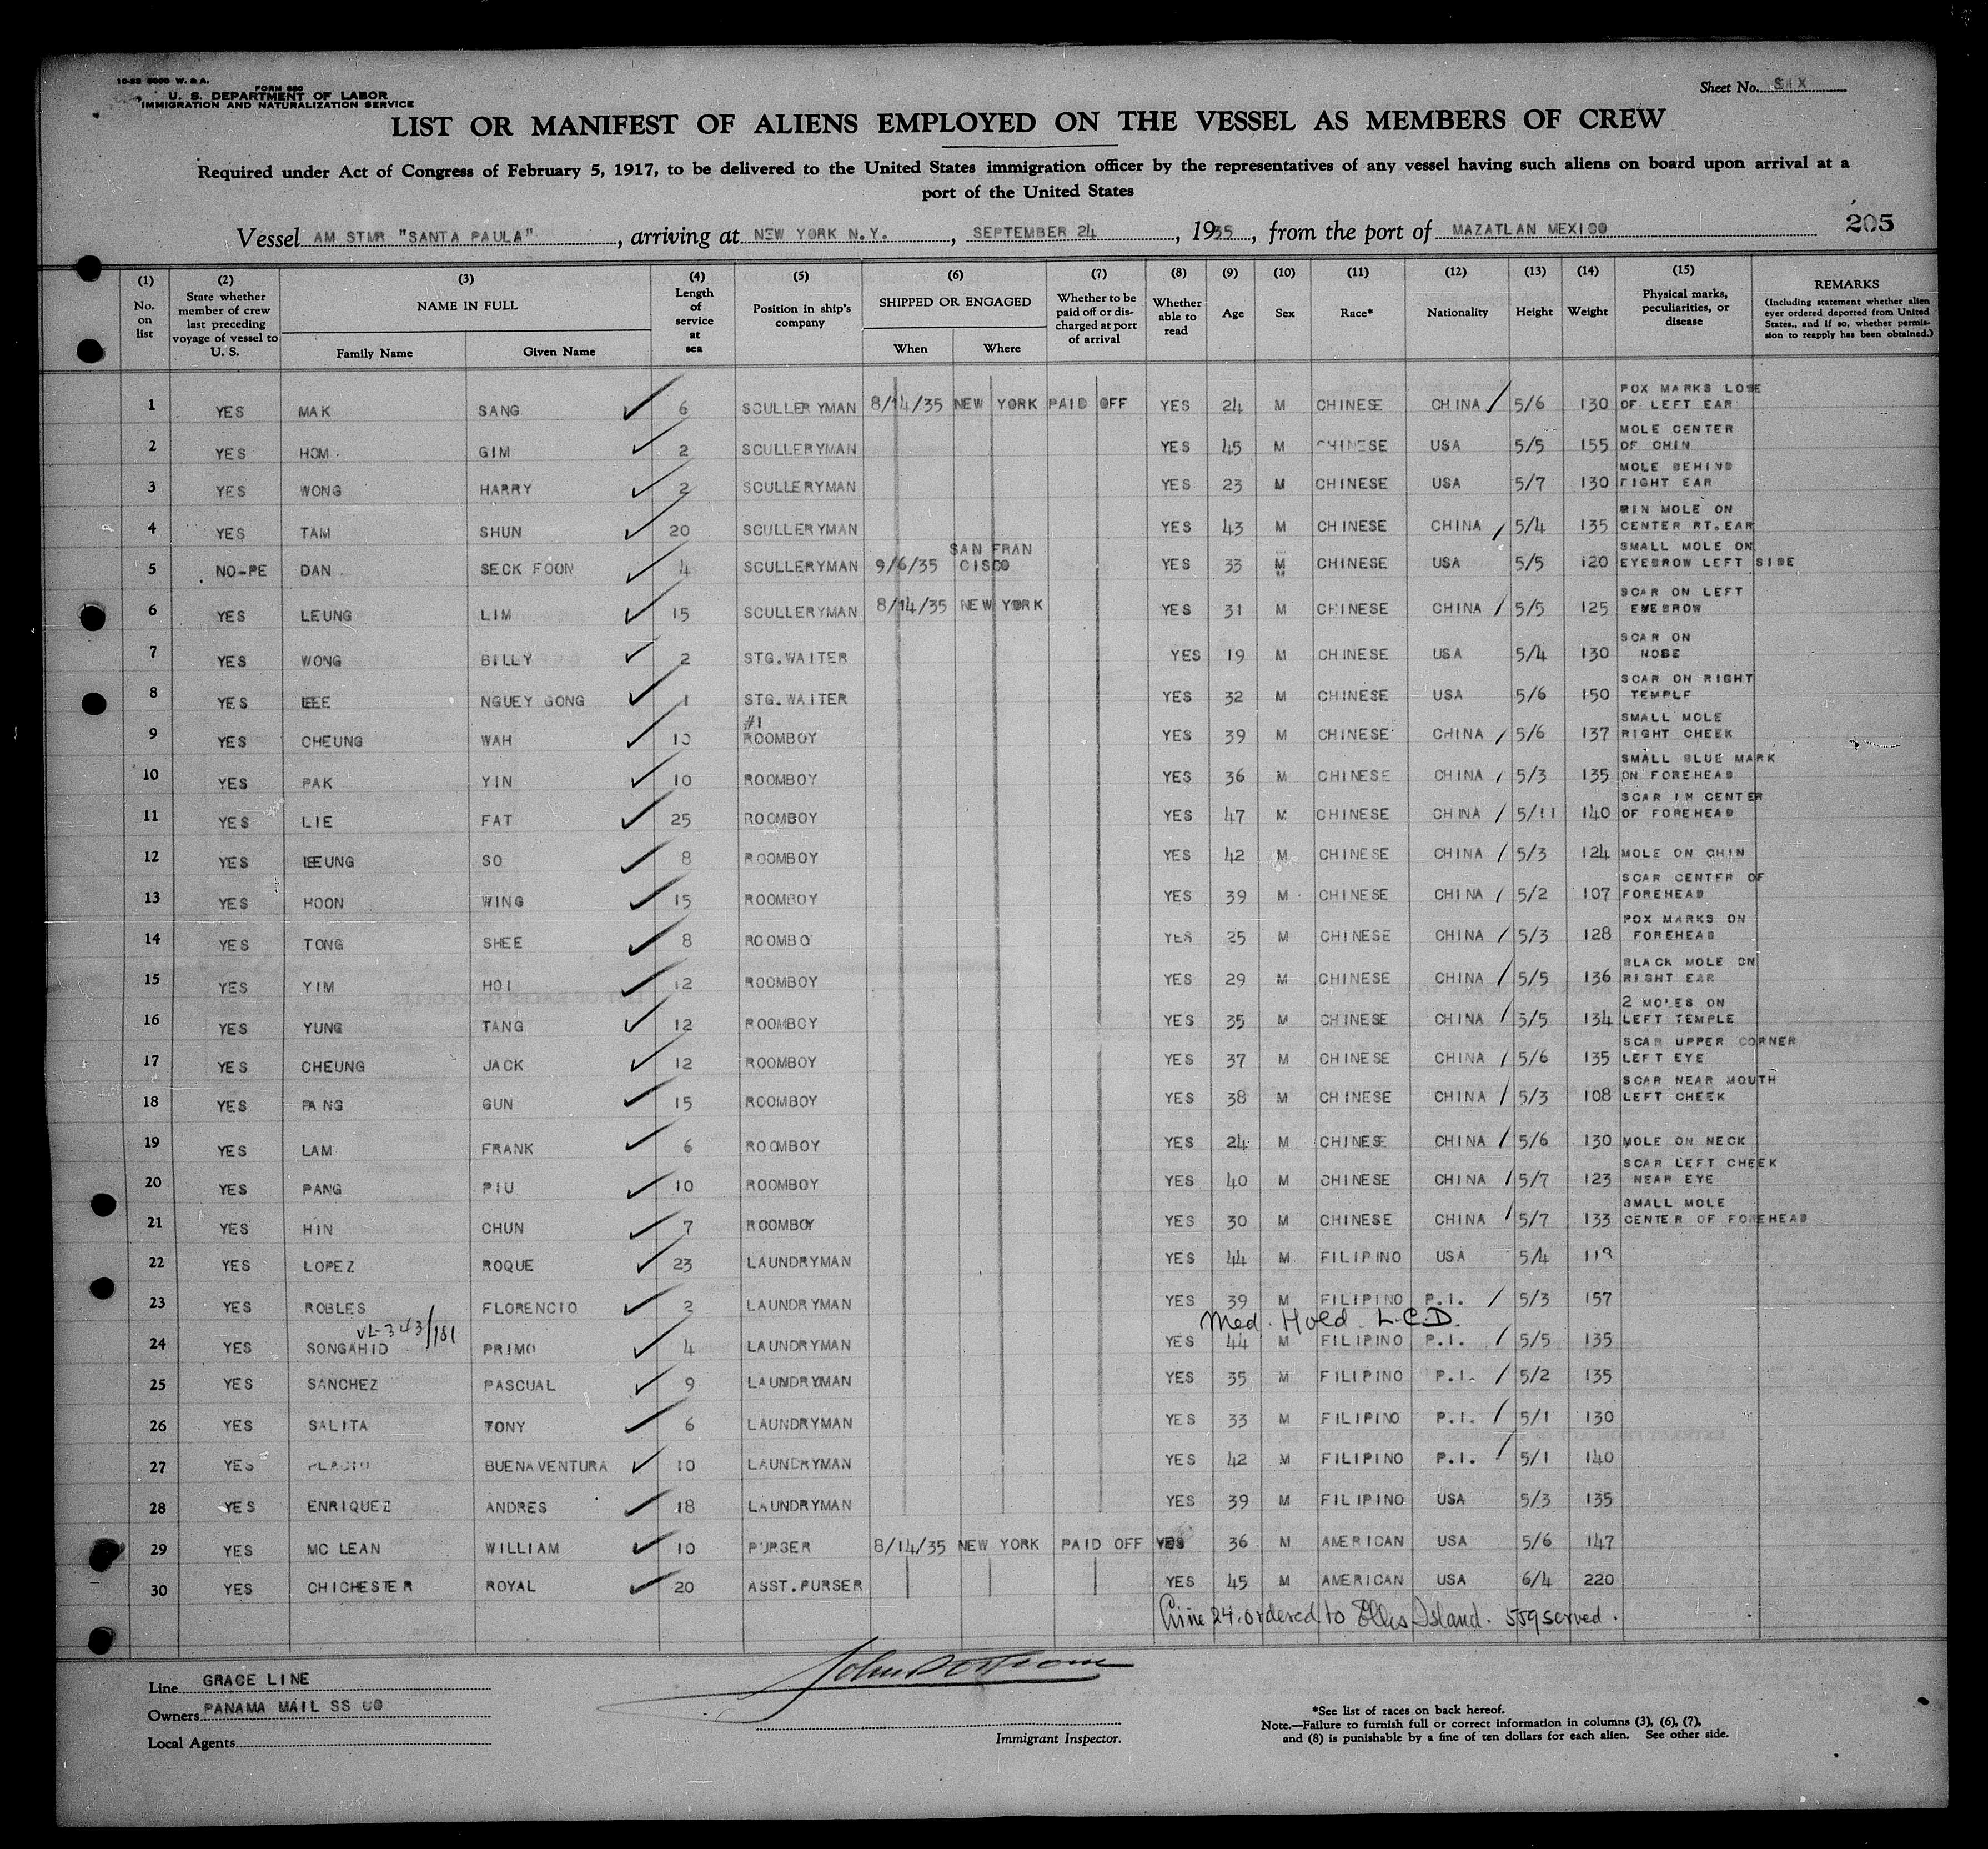 10-32 5000 W. & A.
FORM 680
U. S. DEPARTMENT OF LABOR
IMMIGRATION AND NATURALIZATION SERVICE
Sheet No. SIX
LIST OR MANIFEST OF ALIENS EMPLOYED ON THE VESSEL AS MEMBERS OF CREW
Required under Act of Congress of February 5, 1917, to be delivered to the United States immigration officer by the representatives of any vessel having such aliens on board upon arrival at a
port of the United States
205
Vessel AM STMR "SANTA PAULA", arriving at NEW YORK N.Y., SEPTEMBER 24, 1935, from the port of MAZATLAN MEXICO
(1) No. on list
(2) State whether member of crew last preceding voyage of vessel to U. S.
(3) NAME IN FULL Family Name Given Name
(4) Length of service at sea
(5) Position in ship's company
(6) SHIPPED OR ENGAGED When Where
(7) Whether to be paid off or discharged at port of arrival
(8) Whether able to read
(9) Age
(10) Sex
(11) Race*
(12) Nationality
(13) Height
(14) Weight
(15) Physical marks, peculiarities, or disease
REMARKS (Including statement whether alien ever ordered deported from United States, and if so, whether permission to reapply has been obtained.)
1 YES MAK SANG 6 SCULLERYMAN 8/14/35 NEW YORK PAID OFF YES 24 M CHINESE CHINA 5/6 130 POX MARKS LOSE OF LEFT EAR
2 YES HOM GIM 2 SCULLERYMAN YES 45 M CHINESE USA 5/5 155 MOLE CENTER OF CHIN
3 YES WONG HARRY 2 SCULLERYMAN YES 23 M CHINESE USA 5/7 130 MOLE BEHIND RIGHT EAR
4 YES TAM SHUN 20 SCULLERYMAN YES 43 M CHINESE CHINA 5/4 135 MOLE ON CENTER RT. EAR
5 NO-PE DAN SECK FOON 4 SCULLERYMAN 9/6/35 SAN FRANCISCO YES 33 M CHINESE USA 5/5 120 SMALL MOLE ON EYEBROW LEFT SIDE
6 YES LEUNG LIM 15 SCULLERYMAN 8/14/35 NEW YORK YES 31 M CHINESE CHINA 5/5 125 SCAR ON LEFT EYEBROW
7 YES WONG BILLY 2 STG. WAITER YES 19 M CHINESE USA 5/4 130 SCAR ON NOSE
8 YES LEE NGUEY GONG 1 STG. WAITER YES 32 M CHINESE USA 5/6 150 SCAR ON RIGHT TEMPLE
9 YES CHEUNG WAH 10 #1 ROOMBOY YES 39 M CHINESE CHINA 5/6 137 SMALL MOLE RIGHT CHEEK
10 YES PAK YIN 10 ROOMBOY YES 36 M CHINESE CHINA 5/3 135 SMALL BLUE MARK ON FOREHEAD
11 YES LIE FAT 25 ROOMBOY YES 47 M CHINESE CHINA 5/11 140 SCAR IN CENTER OF FOREHEAD
12 YES LEUNG SO 8 ROOMBOY YES 42 M CHINESE CHINA 5/3 124 MOLE ON CHIN
13 YES HOON WING 15 ROOMBOY YES 39 M CHINESE CHINA 5/2 107 SCAR CENTER OF FOREHEAD
14 YES TONG SHEE 8 ROOMBO YES 25 M CHINESE CHINA 5/3 128 POX MARKS ON FOREHEAD
15 YES YIM HOI 12 ROOMBOY YES 29 M CHINESE CHINA 5/5 136 BLACK MOLE ON RIGHT EAR
16 YES YUNG TANG 12 ROOMBOY YES 35 M CHINESE CHINA 5/5 134 2 MOLES ON LEFT TEMPLE
17 YES CHEUNG JACK 12 ROOMBOY YES 37 M CHINESE CHINA 5/6 135 SCAR UPPER CORNER LEFT EYE
18 YES PANG GUN 15 ROOMBOY YES 38 M CHINESE CHINA 5/3 108 SCAR NEAR MOUTH LEFT CHEEK
19 YES LAM FRANK 6 ROOMBOY YES 24 M CHINESE CHINA 5/6 130 MOLE ON NECK
20 YES PANG PIU 10 ROOMBOY YES 40 M CHINESE CHINA 5/7 123 SCAR LEFT CHEEK NEAR EYE
21 YES HIN CHUN 7 ROOMBOY YES 30 M CHINESE CHINA 5/7 133 SMALL MOLE CENTER OF FOREHEAD
22 YES LOPEZ ROQUE 23 LAUNDRYMAN YES 44 M FILIPINO USA 5/4
23 YES ROBLES FLORENCIO 2 LAUNDRYMAN YES 39 M FILIPINO P.I. 5/3 157
VL-343/181 Med. Hold L.C.D.
24 YES SONGAHID PRIMO 4 LAUNDRYMAN YES 44 M FILIPINO P.I. 5/5 135
25 YES SANCHEZ PASCUAL 9 LAUNDRYMAN YES 35 M FILIPINO P.I. 5/2 135
26 YES SALITA TONY 6 LAUNDRYMAN YES 33 M FILIPINO P.I. 5/1 130
27 YES BUENAVENTURA 10 LAUNDRYMAN YES 42 M FILIPINO P.I. 5/1 140
28 YES ENRIQUEZ ANDRES 18 LAUNDRYMAN YES 39 M FILIPINO USA 5/3 135
29 YES MC LEAN WILLIAM 10 PURSER 8/14/35 NEW YORK PAID OFF YES 36 M AMERICAN USA 5/6 147
30 YES CHICHESTER ROYAL 20 ASST. PURSER YES 45 M AMERICAN USA 6/4 220
Line 24 ordered to Ellis Island. 559 served.
Line GRACE LINE
Owners PANAMA MAIL SS CO
Local Agents
Immigrant Inspector.
*See list of races on back hereof.
Note.—Failure to furnish full or correct information in columns (3), (6), (7),
and (8) is punishable by a fine of ten dollars for each alien. See other side.